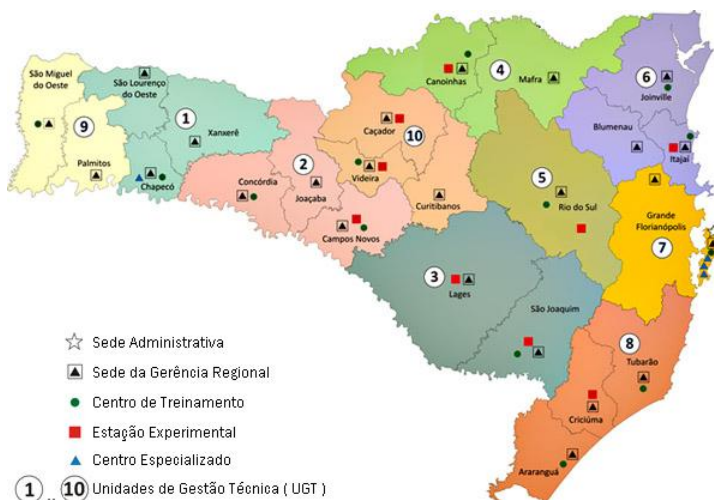 São Miguel
do Oeste
São Lourenço
do Oeste
Xanxerê
Palmitos
Chapecó
Concórdia
Joaçaba
Campos Novos
Caçador
Videira
Curitibanos
Canoinhas
Mafra
Joinville
Blumenau
Itajaí
Rio do Sul
Grande
Florianópolis
Lages
São Joaquim
Tubarão
Criciúma
Araranguá
1
2
3
4
5
6
7
8
9
10
Sede Administrativa
Sede da Gerência Regional
Centro de Treinamento
Estação Experimental
Centro Especializado
1 .. 10 Unidades de Gestão Técnica ( UGT )